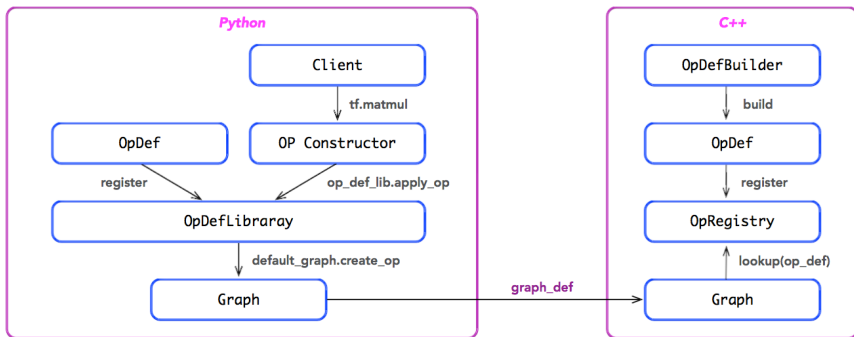 Python
Client
tf.matmul
OpDef
OP Constructor
register
op_def_lib.apply_op
OpDefLibraray
default_graph.create_op
Graph
graph_def
C++
OpDefBuilder
build
OpDef
register
OpRegistry
lookup(op_def)
Graph